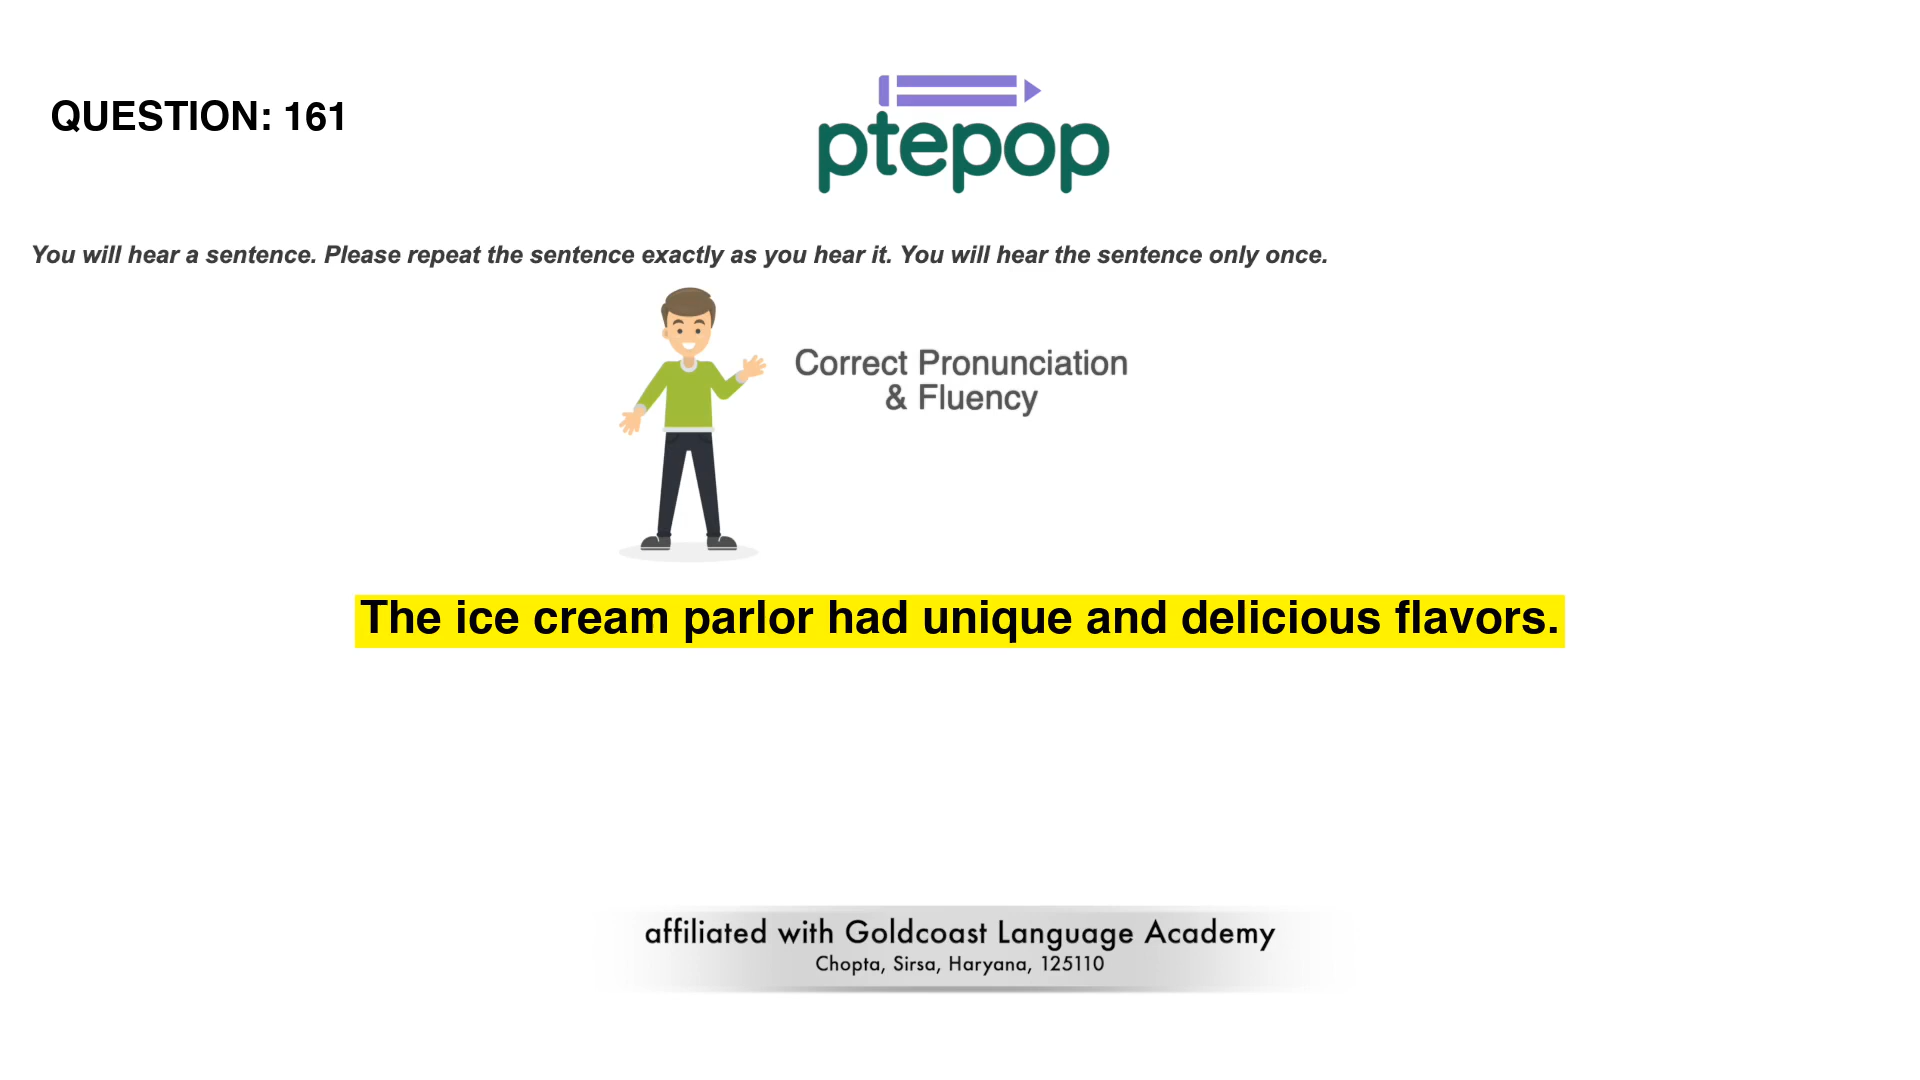 QUESTION: 161
ptepop
You will hear a sentence. Please repeat the sentence exactly as you hear it. You will hear the sentence only once.
Correct Pronunciation
& Fluency
The ice cream parlor had unique and delicious flavors.
affiliated with Goldcoast Language Academy
Chopta, Sirsa, Haryana, 125110